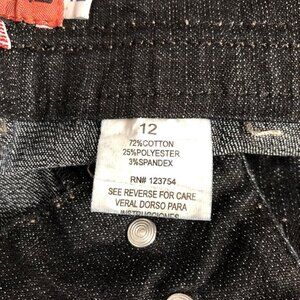 12
72%COTTON
25%POLYESTER
3%SPANDEX
RN# 123754
SEE REVERSE FOR CARE
VERAL DORSO PARA
INSTRUCCIONES